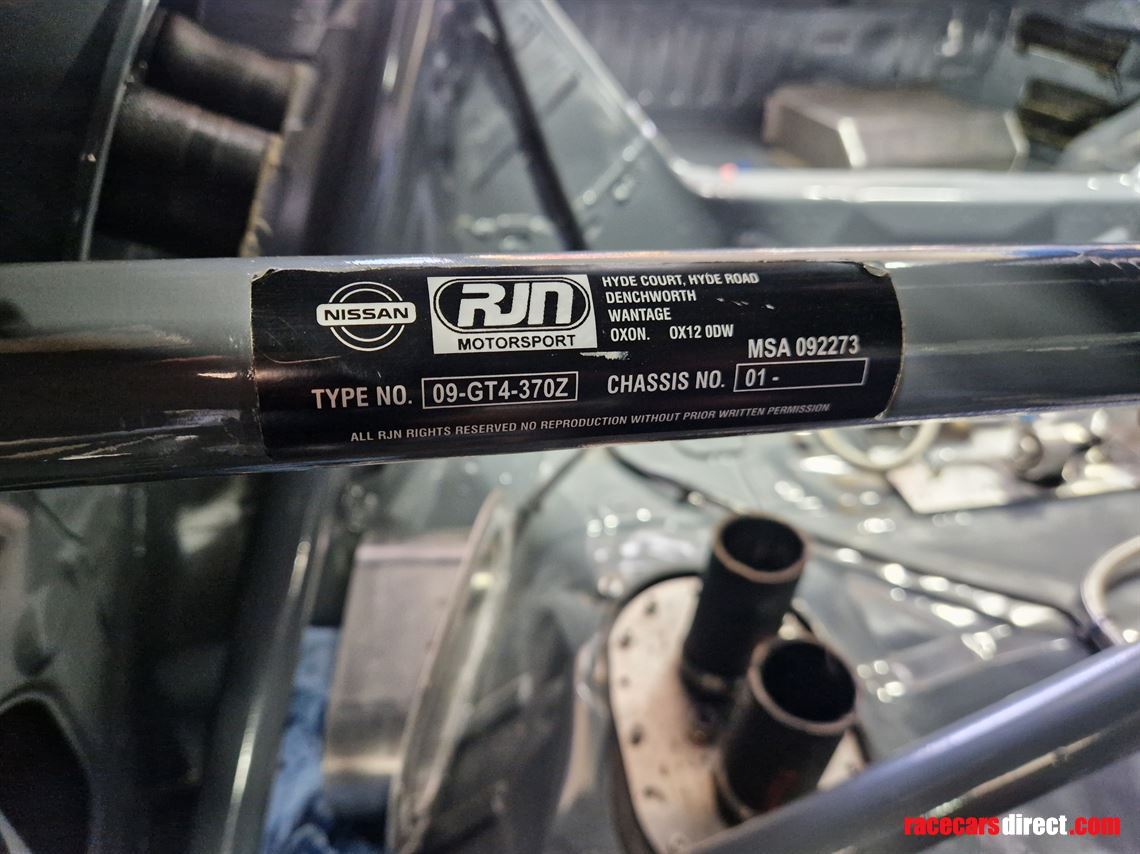 NISSAN
RJN
MOTORSPORT
HYDE COURT, HYDE ROAD
DENCHWORTH
WANTAGE
OXON. OX12 0DW
MSA 092273
TYPE NO. 09-GT4-370Z CHASSIS NO. 01 -
ALL RJN RIGHTS RESERVED NO REPRODUCTION WITHOUT PRIOR WRITTEN PERMISSION
racecarsdirect.com